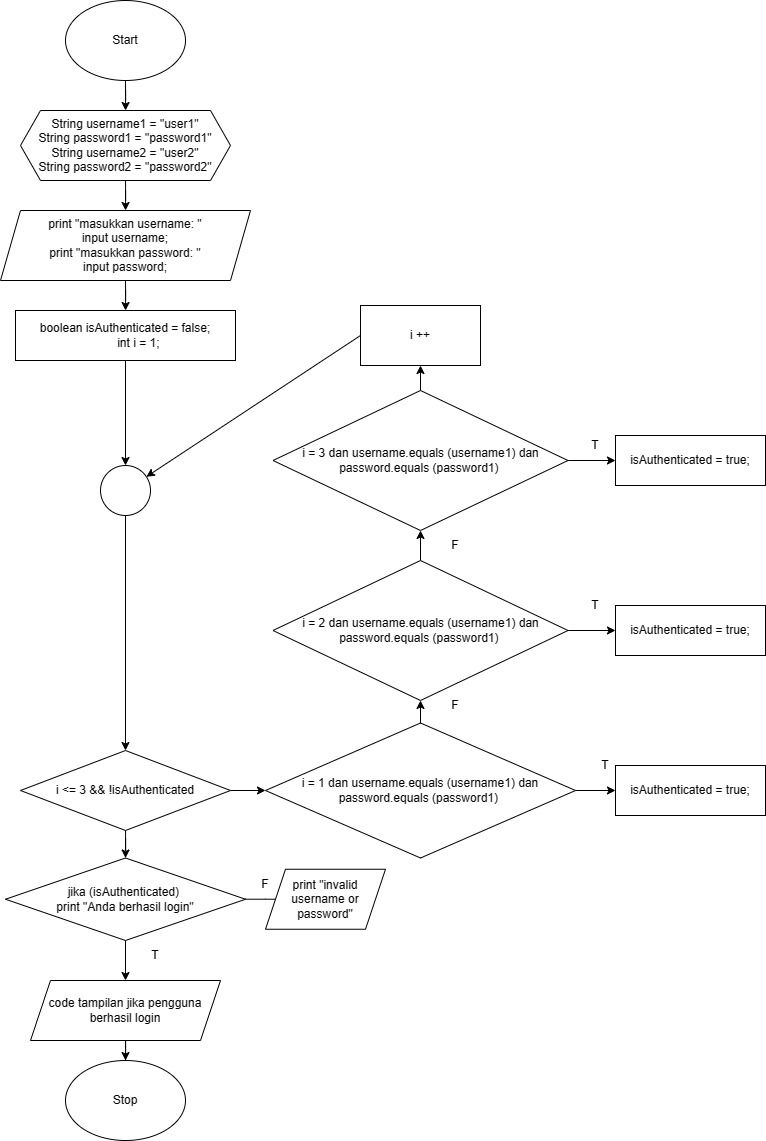 Start
String username1 = "user1"
String password1 = "password1"
String username2 = "user2"
String password2 = "password2"
print "masukkan username: "
input username;
print "masukkan password: "
input password;
boolean isAuthenticated = false;
int i = 1;
i ++
i = 3 dan username.equals (username1) dan
password.equals (password1)
T
isAuthenticated = true;
F
i = 2 dan username.equals (username1) dan
password.equals (password1)
T
isAuthenticated = true;
F
i <= 3 && !isAuthenticated
i = 1 dan username.equals (username1) dan
password.equals (password1)
T
isAuthenticated = true;
jika (isAuthenticated)
print "Anda berhasil login"
F
print "invalid
username or
password"
T
code tampilan jika pengguna
berhasil login
Stop